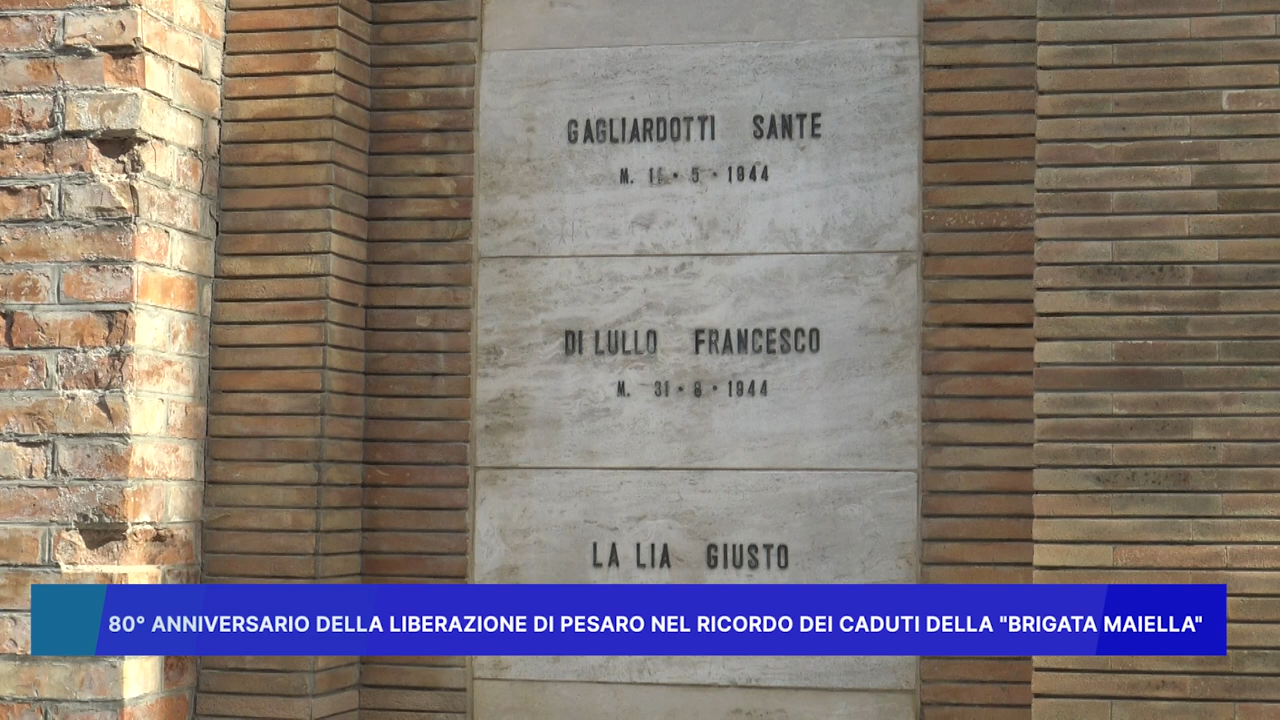 GAGLIARDOTTI SANTE
M. • 5 • 1944
DI LULLO FRANCESCO
M. 31 • 8 • 1944
LA LIA GIUSTO
80° ANNIVERSARIO DELLA LIBERAZIONE DI PESARO NEL RICORDO DEI CADUTI DELLA "BRIGATA MAIELLA"